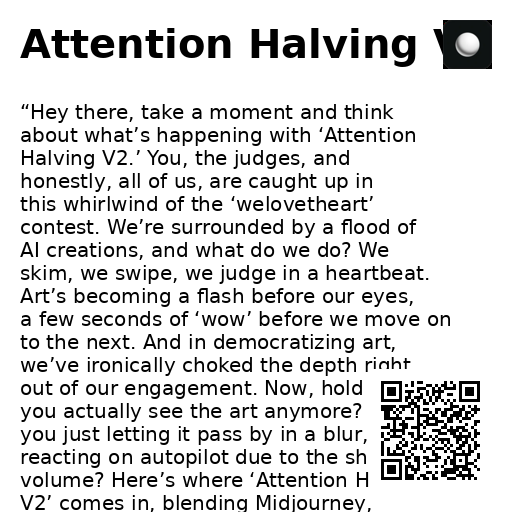 Attention Halving V
“Hey there, take a moment and think
about what’s happening with ‘Attention
Halving V2.’ You, the judges, and
honestly, all of us, are caught up in
this whirlwind of the ‘welovetheart’
contest. We’re surrounded by a flood of
AI creations, and what do we do? We
skim, we swipe, we judge in a heartbeat.
Art’s becoming a flash before our eyes,
a few seconds of ‘wow’ before we move on
to the next. And in democratizing art,
we’ve ironically choked the depth right
out of our engagement. Now, hold
you actually see the art anymore?
you just letting it pass by in a blur,
reacting on autopilot due to the sh
volume? Here’s where ‘Attention H
V2’ comes in, blending Midjourney,